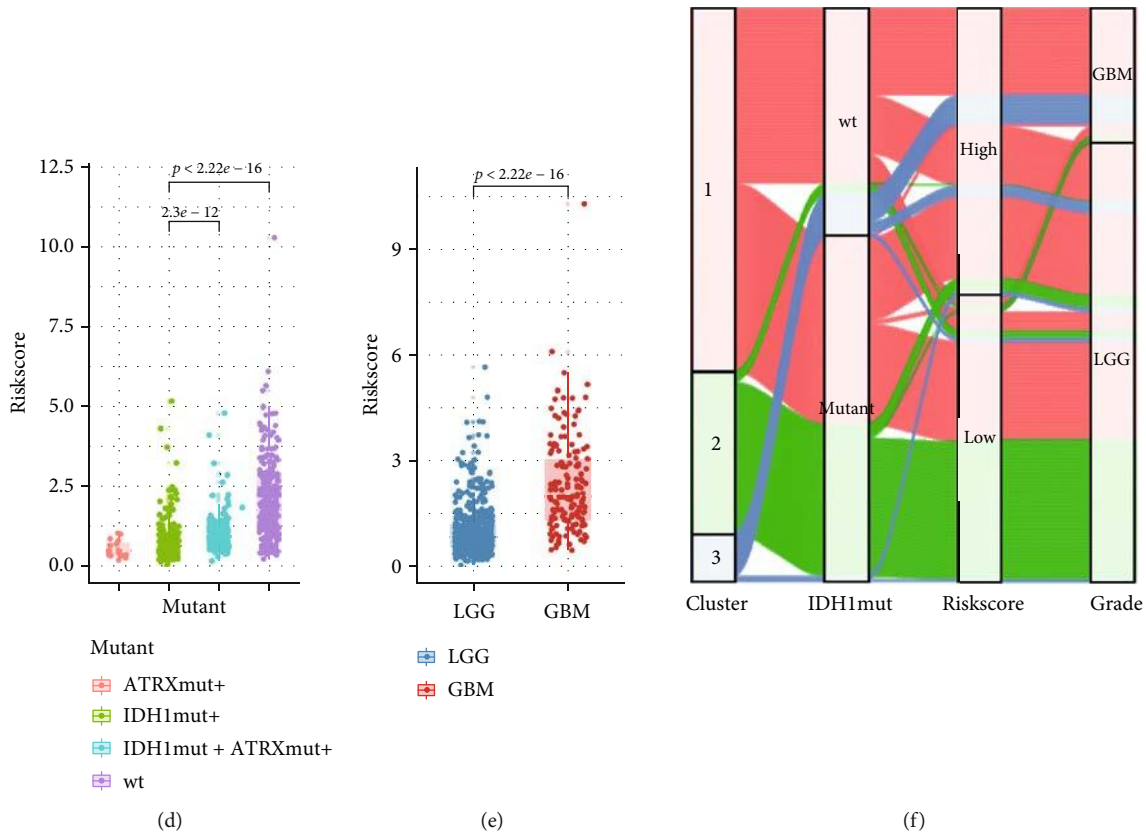 12.5
10.0
7.5
5.0
2.5
0.0
Riskscore
p < 2.22e − 16
2.3e − 12
Mutant
Mutant
ATRXmut+
IDH1mut+
IDH1mut + ATRXmut+
wt
(d)
9
6
3
0
Riskscore
p < 2.22e − 16
LGG GBM
LGG
GBM
(e)
1
2
3
wt
Mutant
High
Low
GBM
LGG
Cluster IDH1mut Riskscore Grade
(f)